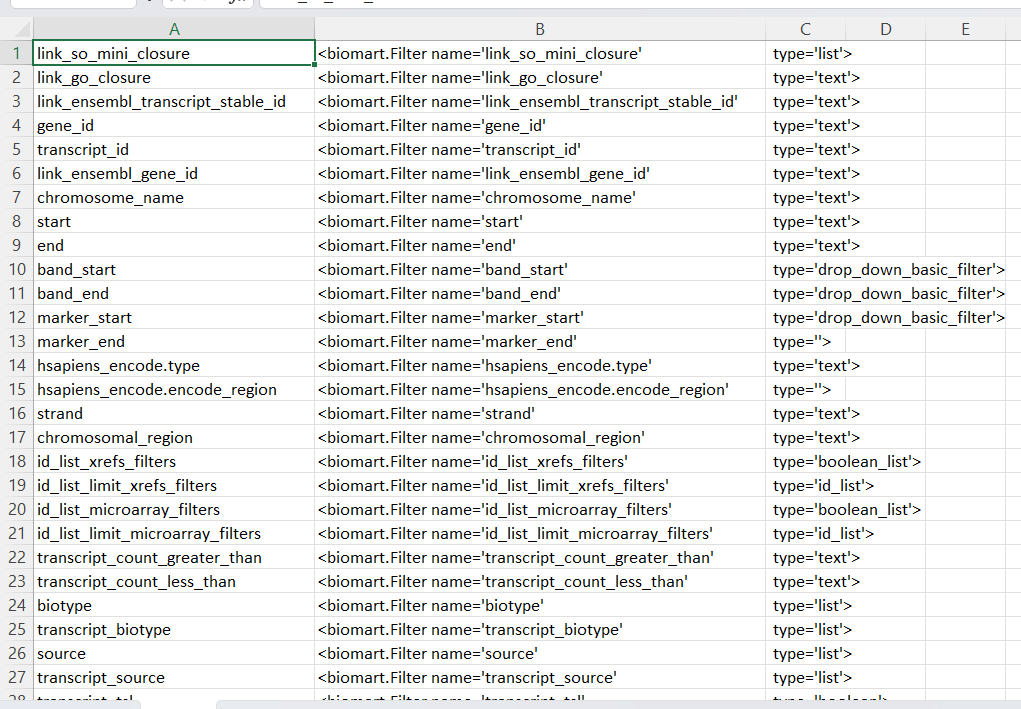 A B C D E
1 link_so_mini_closure <biomart.Filter name='link_so_mini_closure' type='list'>
2 link_go_closure <biomart.Filter name='link_go_closure' type='text'>
3 link_ensembl_transcript_stable_id <biomart.Filter name='link_ensembl_transcript_stable_id' type='text'>
4 gene_id <biomart.Filter name='gene_id' type='text'>
5 transcript_id <biomart.Filter name='transcript_id' type='text'>
6 link_ensembl_gene_id <biomart.Filter name='link_ensembl_gene_id' type='text'>
7 chromosome_name <biomart.Filter name='chromosome_name' type='text'>
8 start <biomart.Filter name='start' type='text'>
9 end <biomart.Filter name='end' type='text'>
10 band_start <biomart.Filter name='band_start' type='drop_down_basic_filter'>
11 band_end <biomart.Filter name='band_end' type='drop_down_basic_filter'>
12 marker_start <biomart.Filter name='marker_start' type='drop_down_basic_filter'>
13 marker_end <biomart.Filter name='marker_end' type=''>
14 hsapiens_encode.type <biomart.Filter name='hsapiens_encode.type' type='text'>
15 hsapiens_encode.encode_region <biomart.Filter name='hsapiens_encode.encode_region' type=''>
16 strand <biomart.Filter name='strand' type='text'>
17 chromosomal_region <biomart.Filter name='chromosomal_region' type='text'>
18 id_list_xrefs_filters <biomart.Filter name='id_list_xrefs_filters' type='boolean_list'>
19 id_list_limit_xrefs_filters <biomart.Filter name='id_list_limit_xrefs_filters' type='id_list'>
20 id_list_microarray_filters <biomart.Filter name='id_list_microarray_filters' type='boolean_list'>
21 id_list_limit_microarray_filters <biomart.Filter name='id_list_limit_microarray_filters' type='id_list'>
22 transcript_count_greater_than <biomart.Filter name='transcript_count_greater_than' type='text'>
23 transcript_count_less_than <biomart.Filter name='transcript_count_less_than' type='text'>
24 biotype <biomart.Filter name='biotype' type='list'>
25 transcript_biotype <biomart.Filter name='transcript_biotype' type='list'>
26 source <biomart.Filter name='source' type='list'>
27 transcript_source <biomart.Filter name='transcript_source' type='list'>